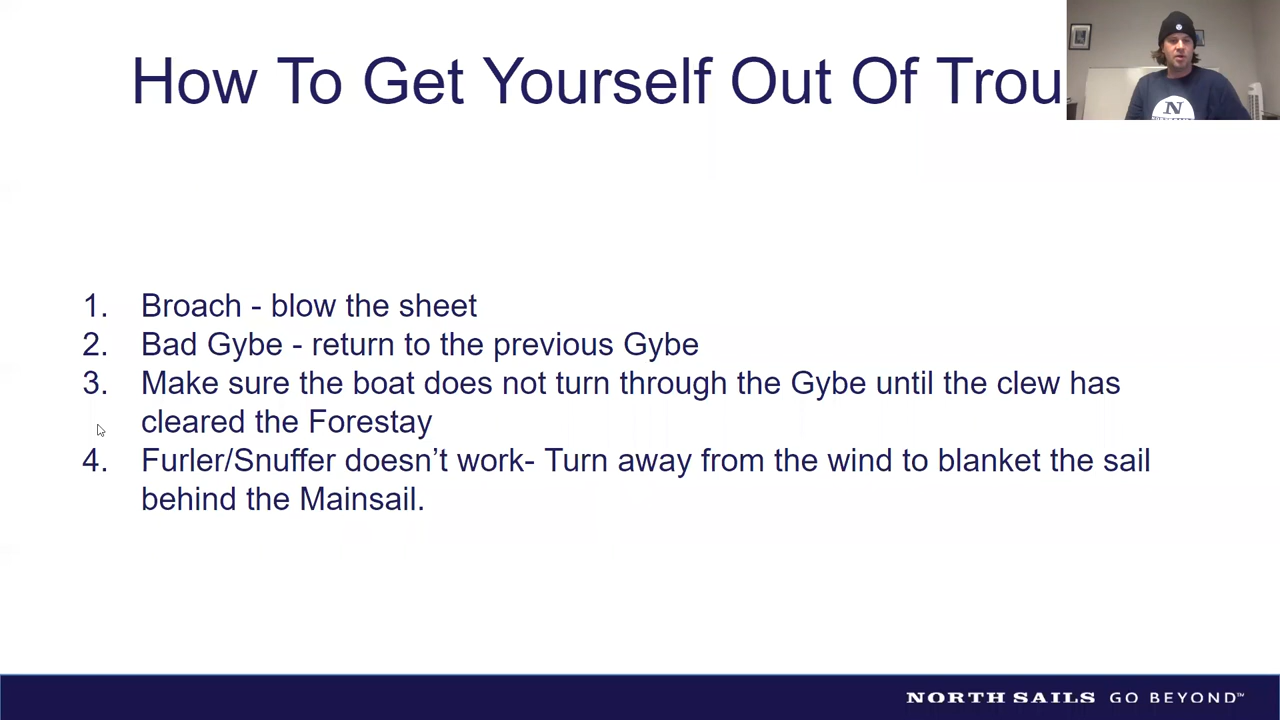 How To Get Yourself Out Of Trou
N
1. Broach - blow the sheet
2. Bad Gybe - return to the previous Gybe
3. Make sure the boat does not turn through the Gybe until the clew has
cleared the Forestay
4. Furler/Snuffer doesn’t work- Turn away from the wind to blanket the sail
behind the Mainsail.
NORTH SAILS GO BEYOND™